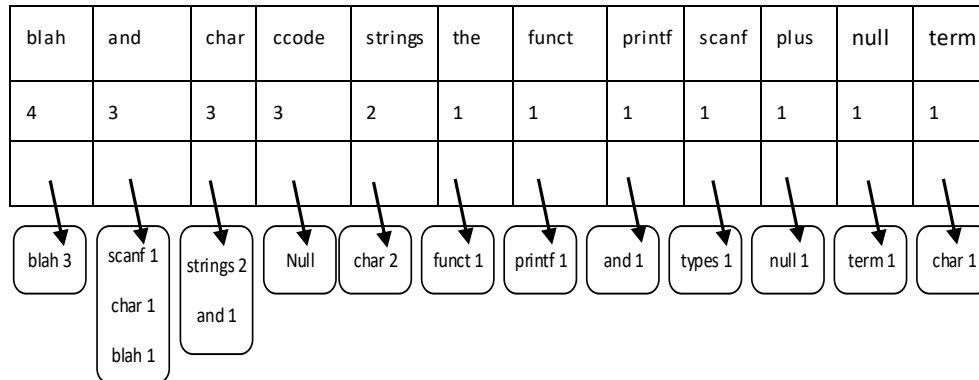 blah and char ccode strings the funct printf scanf plus null term
4 3 3 3 2 1 1 1 1 1 1 1
blah 3 scanf 1 strings 2 Null char 2 funct 1 printf 1 and 1 types 1 null 1 term 1 char 1
char 1 and 1
blah 1